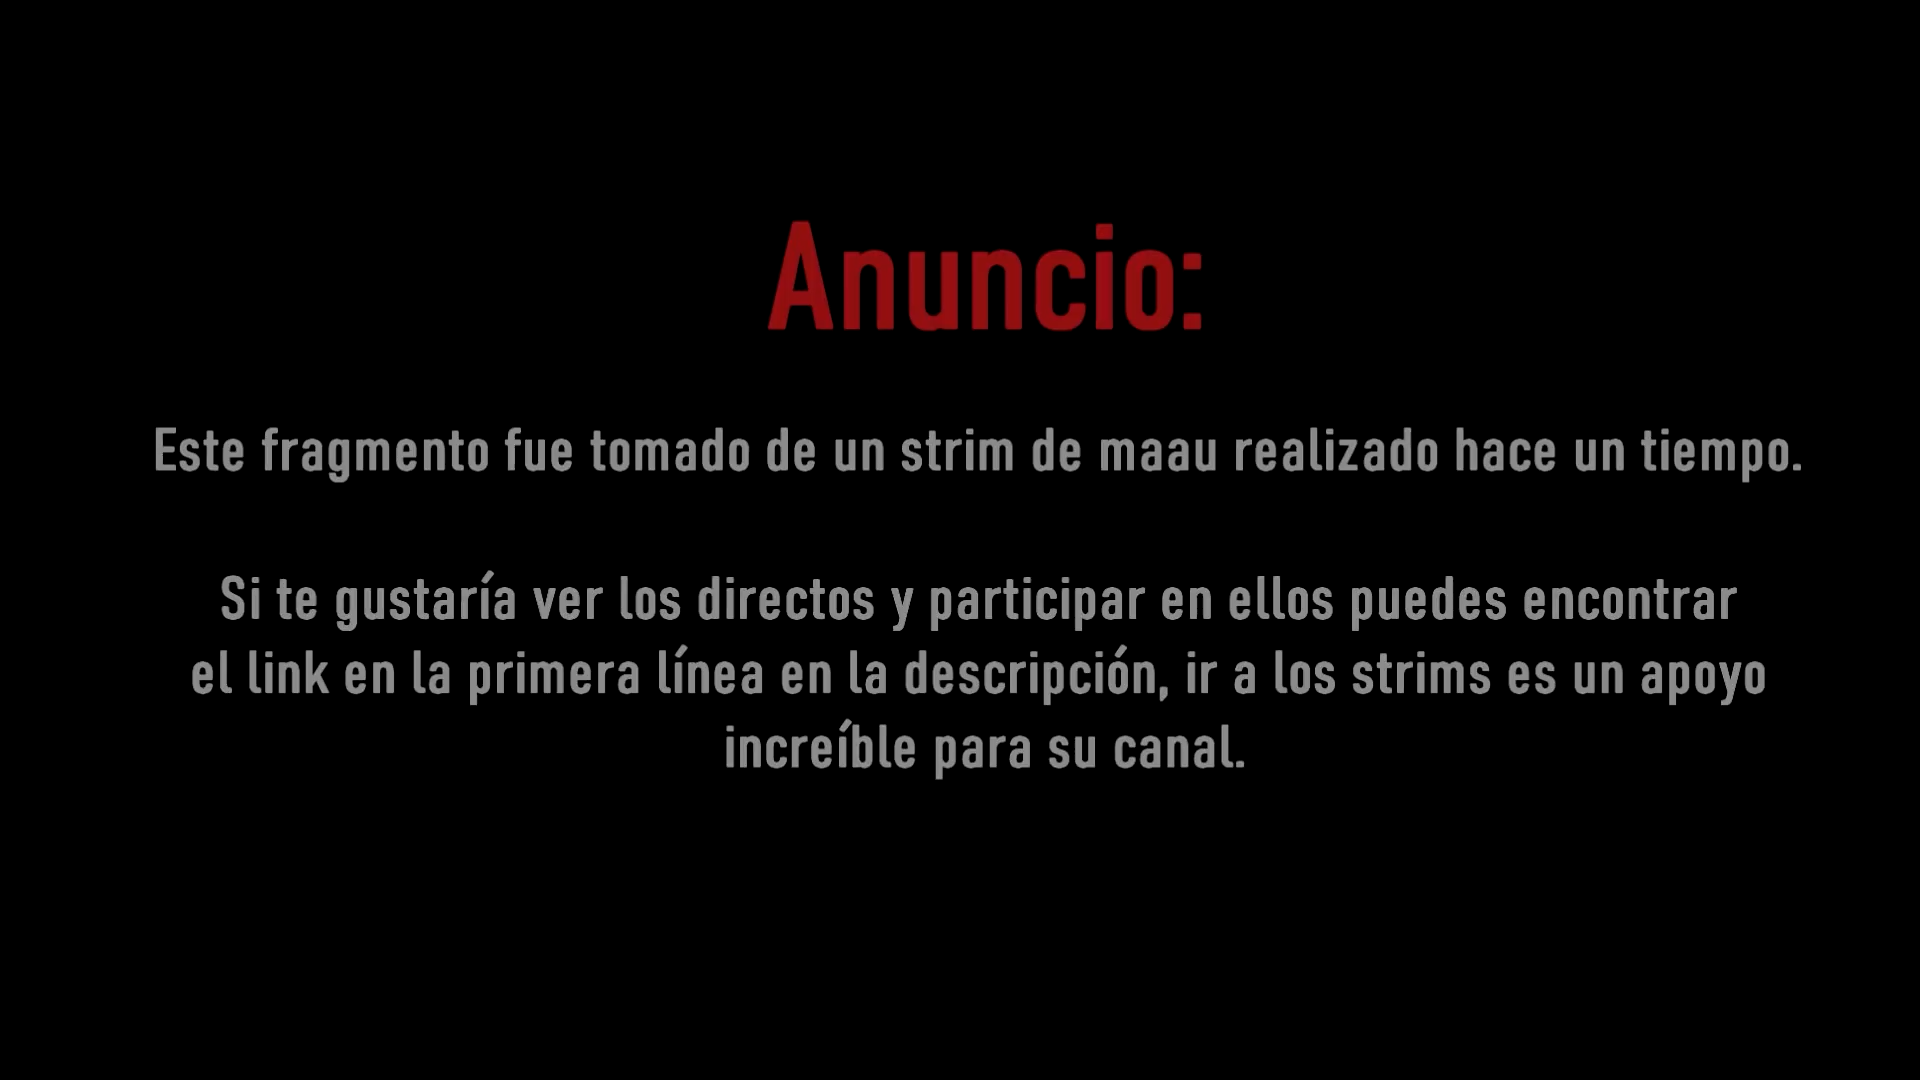 Anuncio:
Este fragmento fue tomado de un strim de maau realizado hace un tiempo.
Si te gustaría ver los directos y participar en ellos puedes encontrar
el link en la primera línea en la descripción, ir a los strims es un apoyo
increíble para su canal.